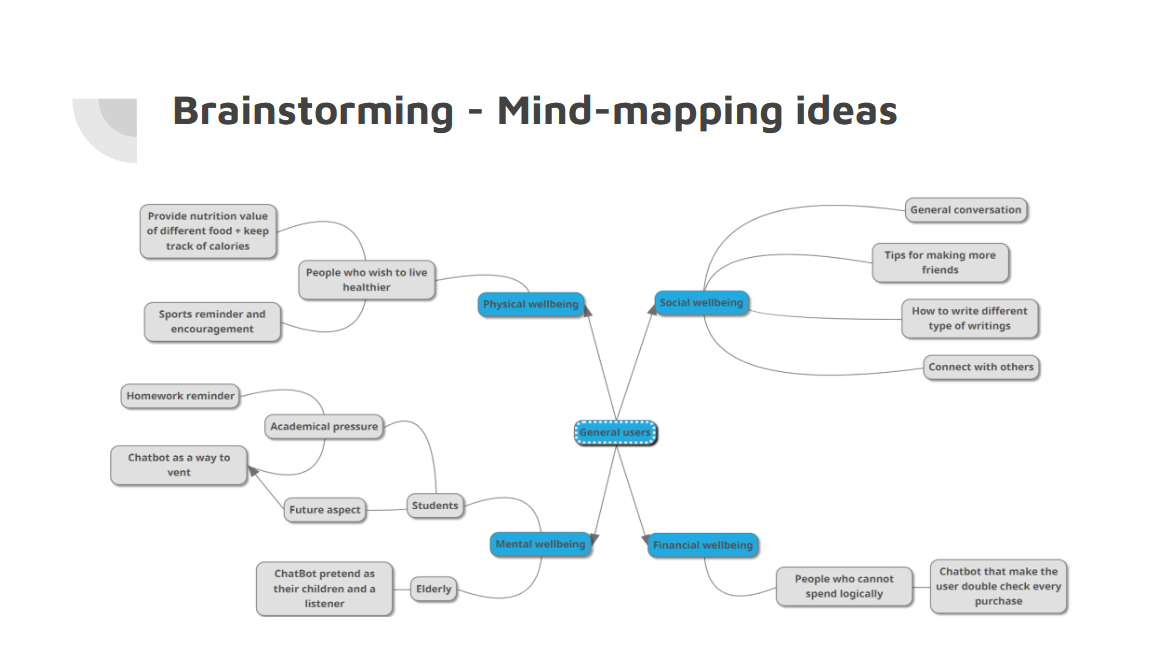 Brainstorming - Mind-mapping ideas
Provide nutrition value
of different food + keep
track of calories
People who wish to live
healthier
Sports reminder and
encouragement
Physical wellbeing
Social wellbeing
General conversation
Tips for making more
friends
How to write different
type of writings
Connect with others
General users
Homework reminder
Academical pressure
Chatbot as a way to
vent
Future aspect
Students
Mental wellbeing
ChatBot pretend as
their children and a
listener
Elderly
Financial wellbeing
People who cannot
spend logically
Chatbot that make the
user double check every
purchase